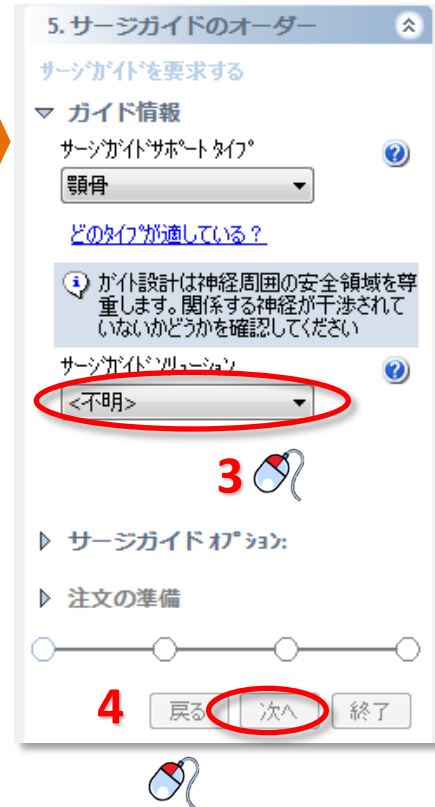 5. サージガイドのオーダー
サージガイドを要求する
ガイド情報
サージガイドサポート タイプ
顎骨
どのタイプが適している？
ガイド設計は神経周囲の安全領域を尊
重します。関係する神経が干渉されて
いないかどうかを確認してください
サージガイド ソリューション
<不明>
3
サージガイド オプション:
注文の準備
4
戻る
次へ
終了